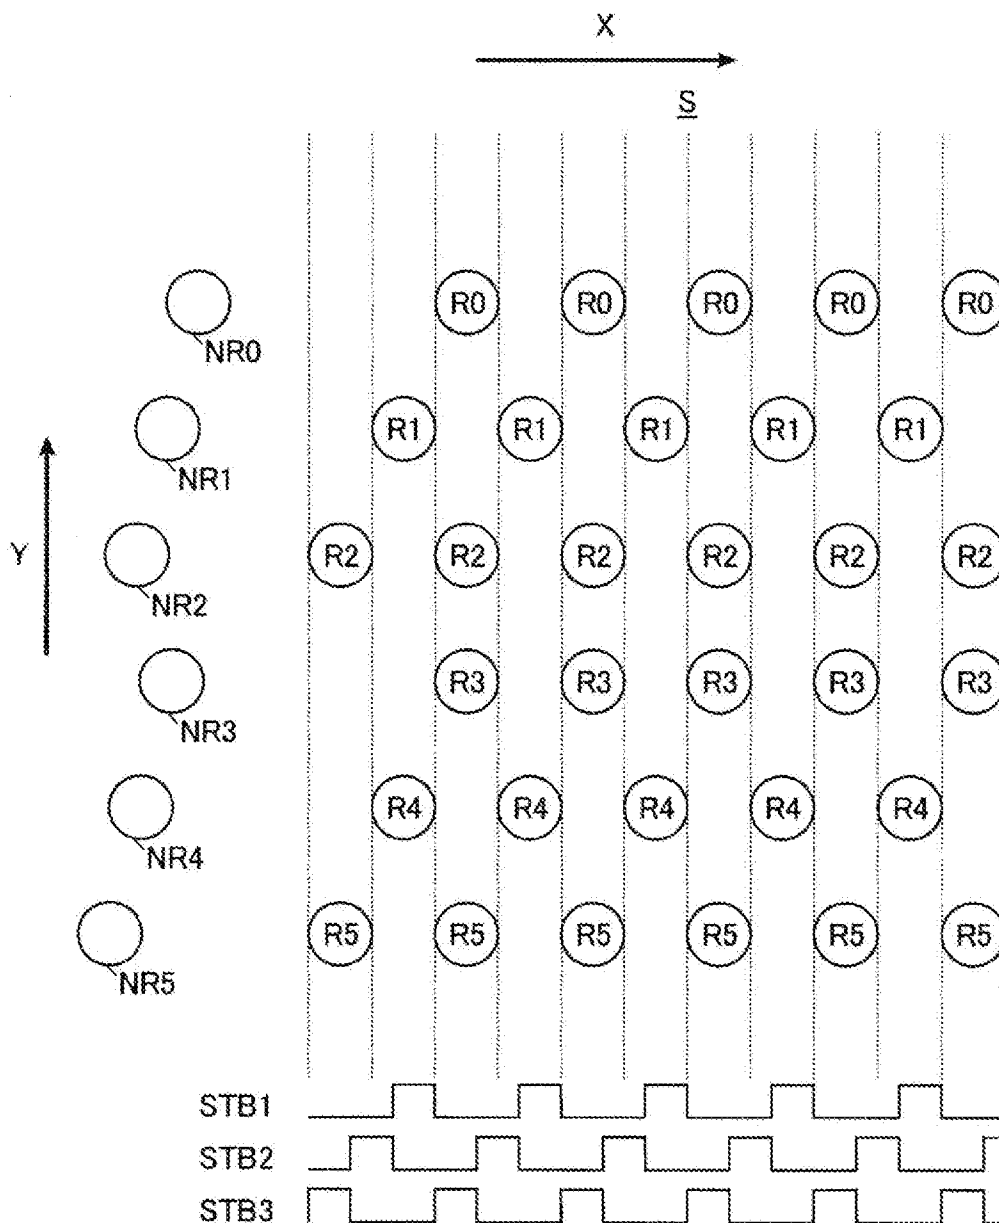 X
S
R0 R0 R0 R0 R0
NR0
R1 R1 R1 R1 R1
NR1
Y
R2 R2 R2 R2 R2 R2
NR2
R3 R3 R3 R3 R3
NR3
R4 R4 R4 R4 R4
NR4
R5 R5 R5 R5 R5 R5
NR5
STB1
STB2
STB3